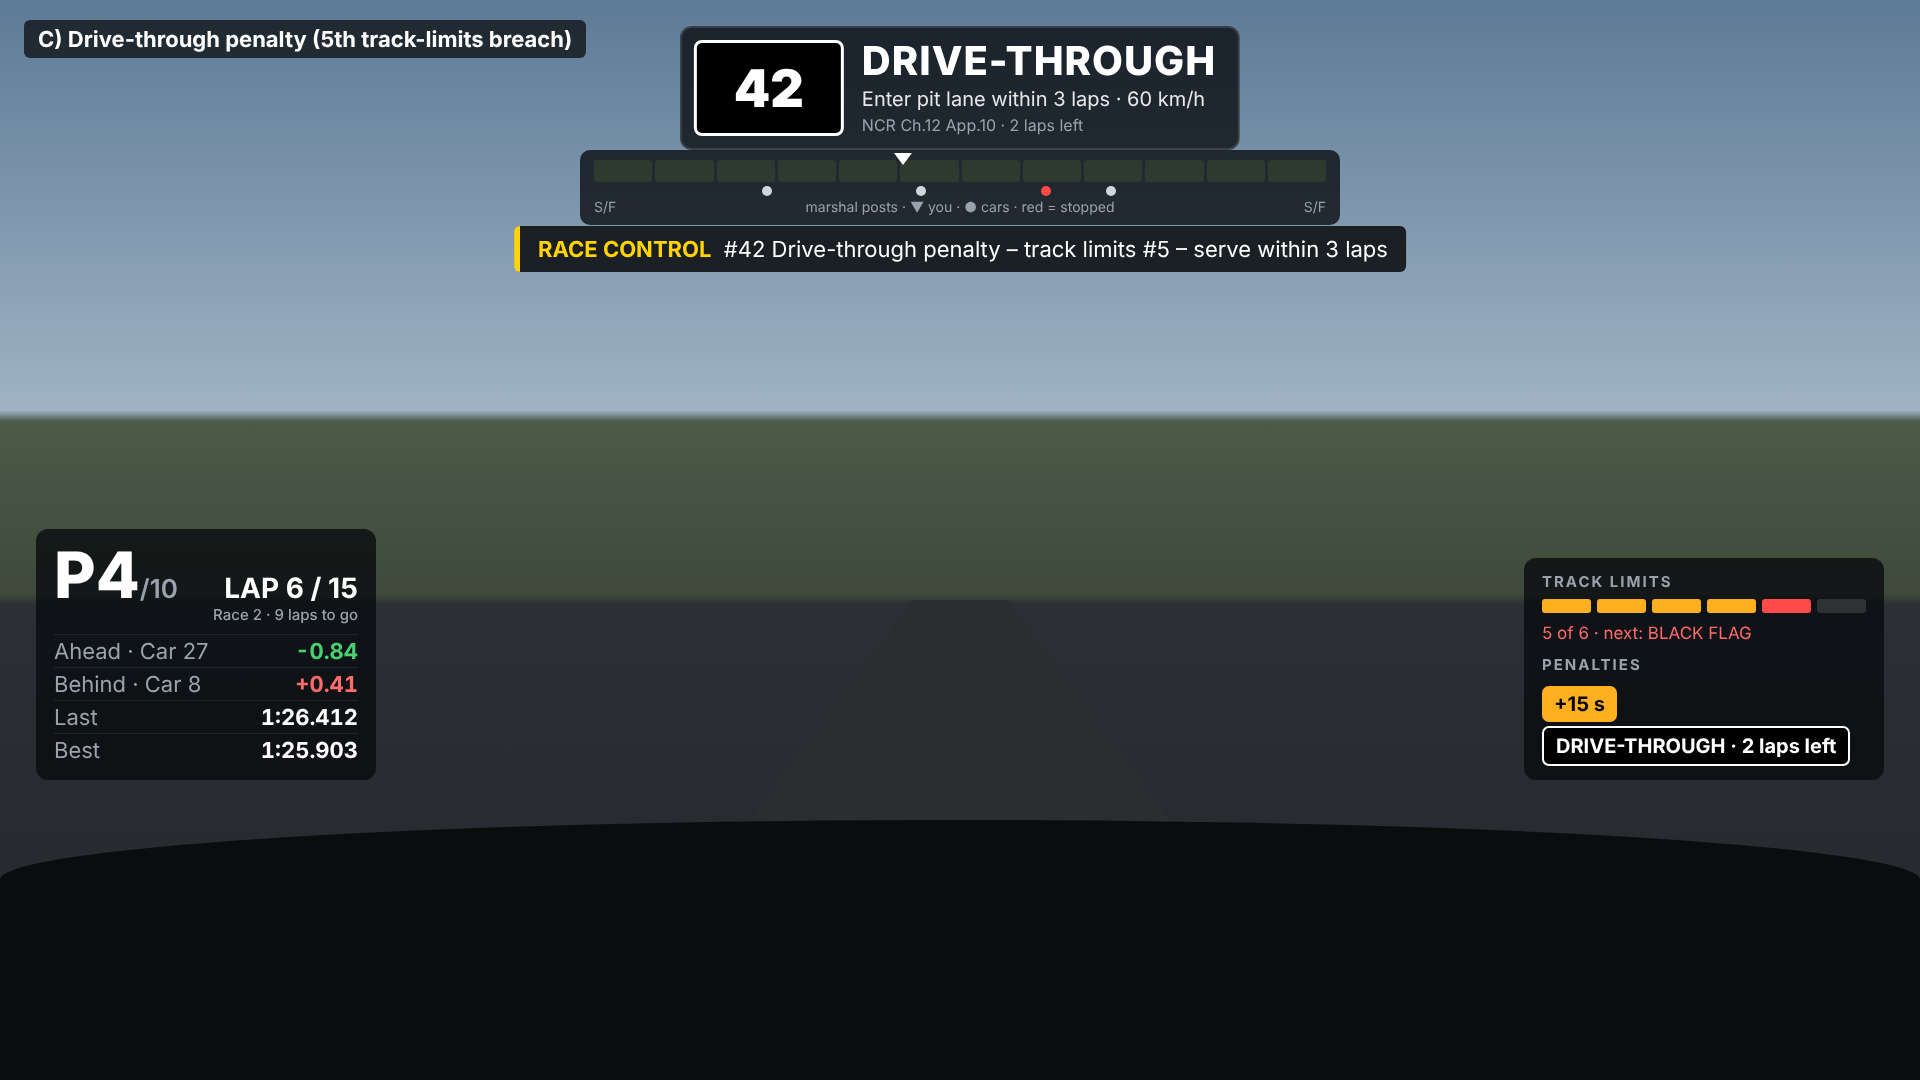 C) Drive-through penalty (5th track-limits breach)
42
DRIVE-THROUGH
Enter pit lane within 3 laps · 60 km/h
NCR Ch.12 App.10 · 2 laps left
S/F
marshal posts · ▼ you · ● cars · red = stopped
S/F
RACE CONTROL #42 Drive-through penalty – track limits #5 – serve within 3 laps
P4/10
LAP 6 / 15
Race 2 · 9 laps to go
Ahead · Car 27 -0.84
Behind · Car 8 +0.41
Last 1:26.412
Best 1:25.903
TRACK LIMITS
5 of 6 · next: BLACK FLAG
PENALTIES
+15 s
DRIVE-THROUGH · 2 laps left